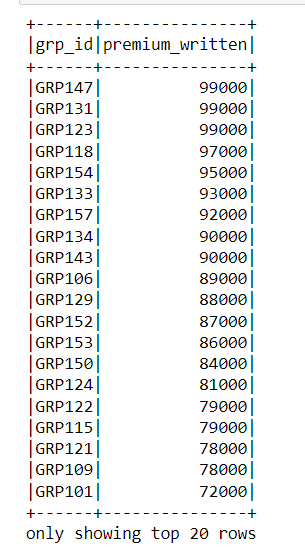 +------+---------------+
|grp_id|premium_written|
+------+---------------+
|GRP147|          99000|
|GRP131|          99000|
|GRP123|          99000|
|GRP118|          97000|
|GRP154|          95000|
|GRP133|          93000|
|GRP157|          92000|
|GRP134|          90000|
|GRP143|          90000|
|GRP106|          89000|
|GRP129|          88000|
|GRP152|          87000|
|GRP153|          86000|
|GRP150|          84000|
|GRP124|          81000|
|GRP122|          79000|
|GRP115|          79000|
|GRP121|          78000|
|GRP109|          78000|
|GRP101|          72000|
+------+---------------+
only showing top 20 rows